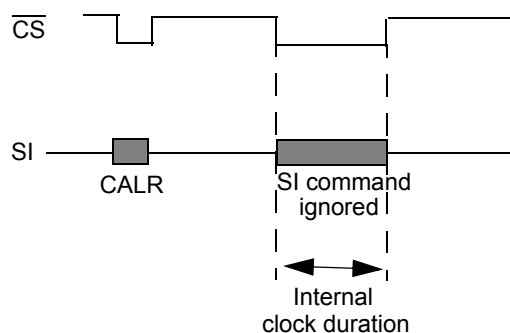 CS
SI
CALR
SI command
ignored
Internal
clock duration